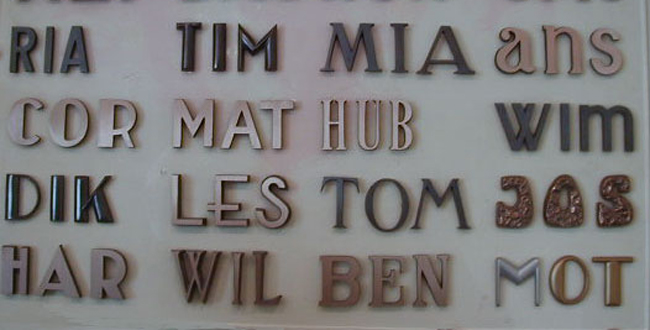 RIA TIM MIA ans
COR MAT HUB wim
DIK LES TOM JOS
HAR WIL BEN MOT